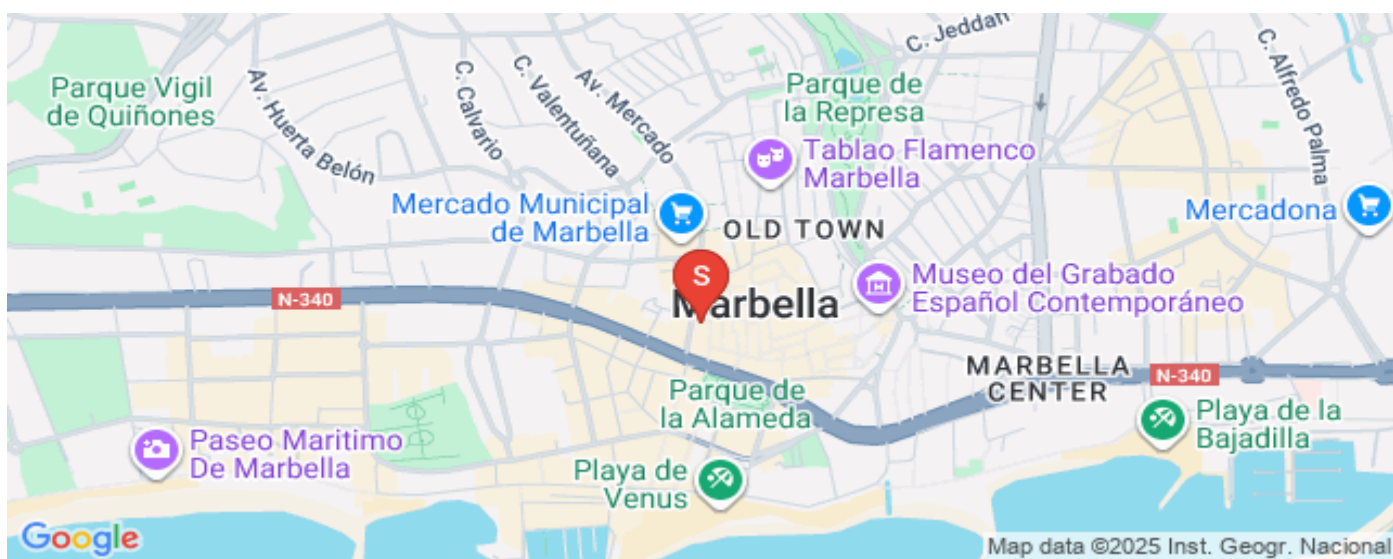 C. Jeddah
Parque Vigil
de Quiñones
Av. Huerta Belón
C. Calvario
C. Valentuñana
Av. Mercado
Parque de
la Represa
C. Alfredo Palma
Tablao Flamenco
Marbella
Mercado Municipal
de Marbella
OLD TOWN
Mercadona
S
Marbella
Museo del Grabado
Español Contemporáneo
N-340
MARBELLA
CENTER
N-340
Parque de
la Alameda
Playa de la
Bajadilla
Paseo Maritimo
De Marbella
Playa de
Venus
Google
Map data ©2025 Inst. Geogr. Nacional